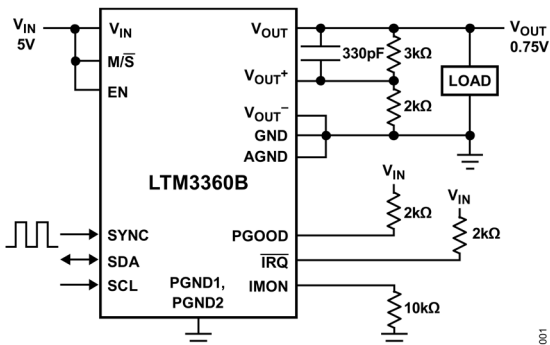 VIN
5V
VIN
M/S
EN
SYNC
SDA
SCL
LTM3360B
PGND1,
PGND2
VOUT
VOUT+
VOUT−
GND
AGND
PGOOD
IRQ
IMON
330pF
3kΩ
2kΩ
LOAD
VOUT
0.75V
VIN
2kΩ
VIN
2kΩ
10kΩ
001